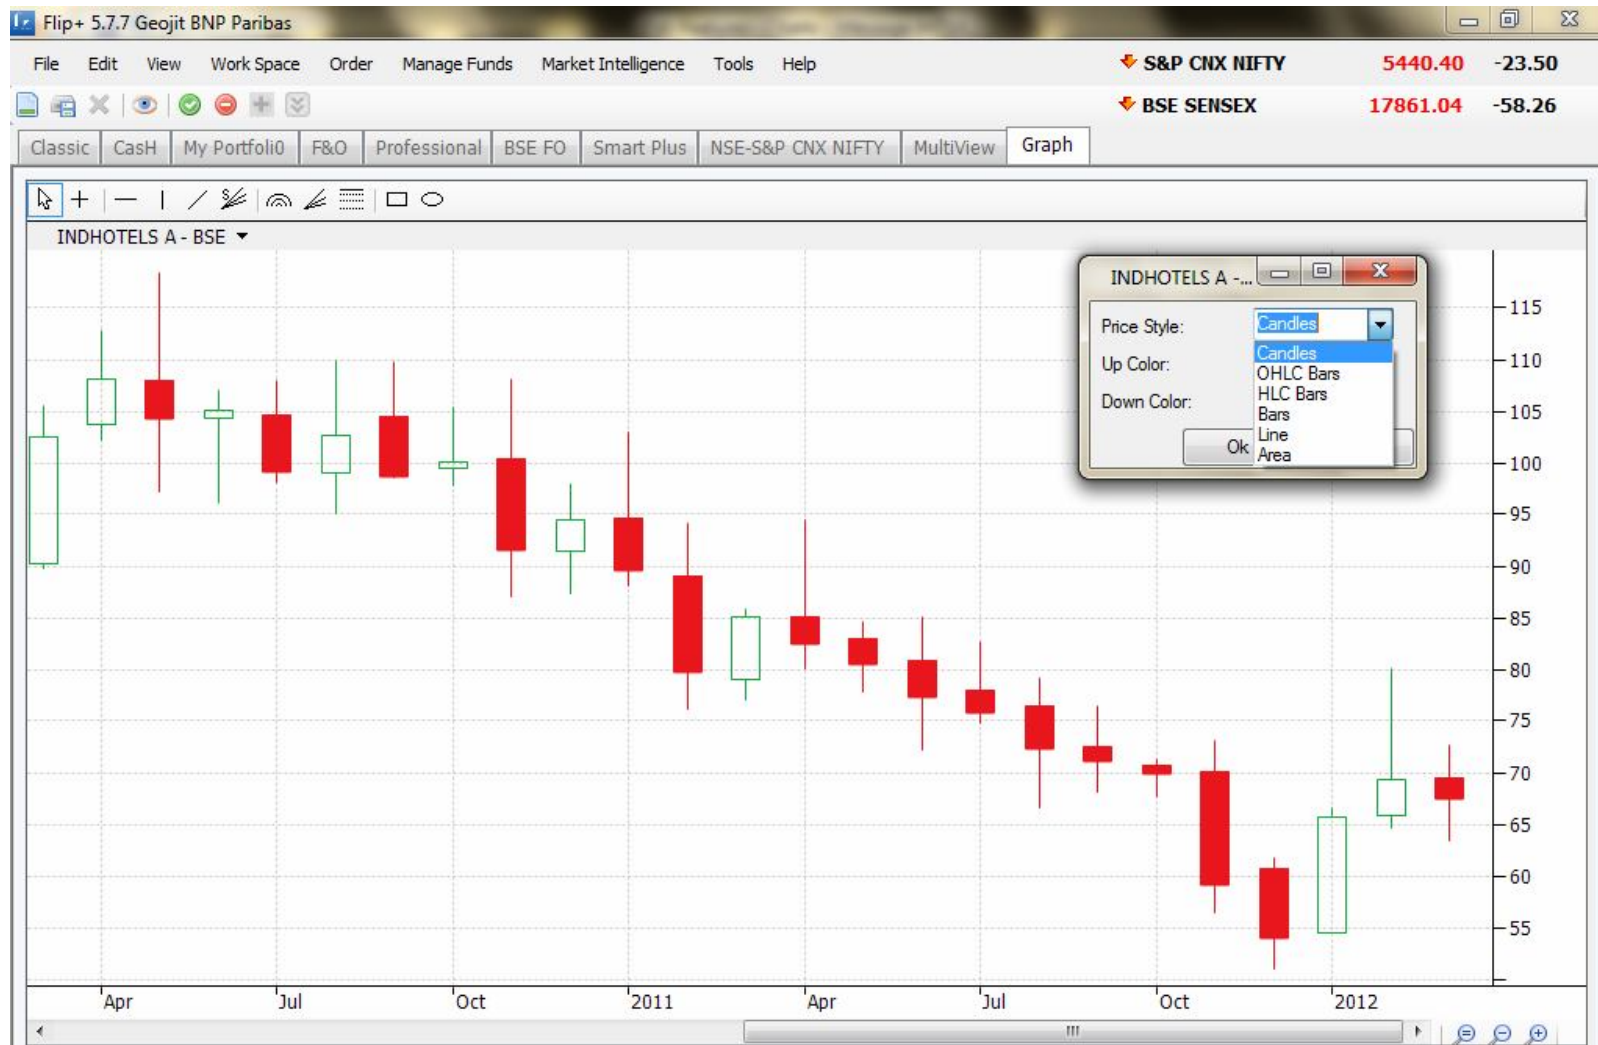 Flip+ 5.7.7 Geojit BNP Paribas
File Edit View Work Space Order Manage Funds Market Intelligence Tools Help
S&P CNX NIFTY 5440.40 -23.50
BSE SENSEX 17861.04 -58.26
Classic CasH My Portfoli0 F&O Professional BSE FO Smart Plus NSE-S&P CNX NIFTY MultiView Graph
INDHOTELS A - BSE
INDHOTELS A -...
Price Style: Candles
Candles
Up Color:
OHLC Bars
HLC Bars
Down Color:
Bars
Line
Ok
Area
115
110
105
100
95
90
85
80
75
70
65
60
55
Apr Jul Oct 2011 Apr Jul Oct 2012